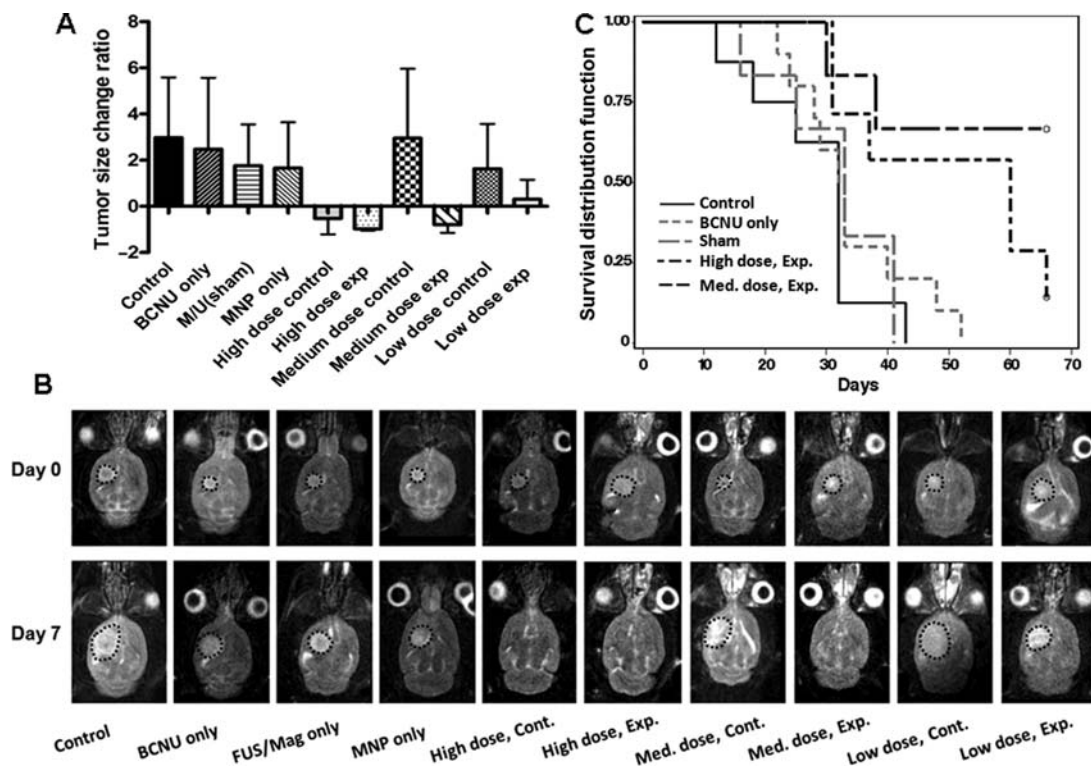 A
Tumor size change ratio
8
6
4
2
0
−2
Control
BCNU only
M/U(sham)
MNP only
High dose control
High dose exp
Medium dose control
Medium dose exp
Low dose control
Low dose exp
C
Survival distribution function
1.00
0.75
0.50
0.25
0
Control
BCNU only
Sham
High dose, Exp.
Med. dose, Exp.
0 10 20 30 40 50 60 70
Days
B
Day 0
Day 7
Control
BCNU only
FUS/Mag only
MNP only
High dose, Cont.
High dose, Exp.
Med. dose, Cont.
Med. dose, Exp.
Low dose, Cont.
Low dose, Exp.